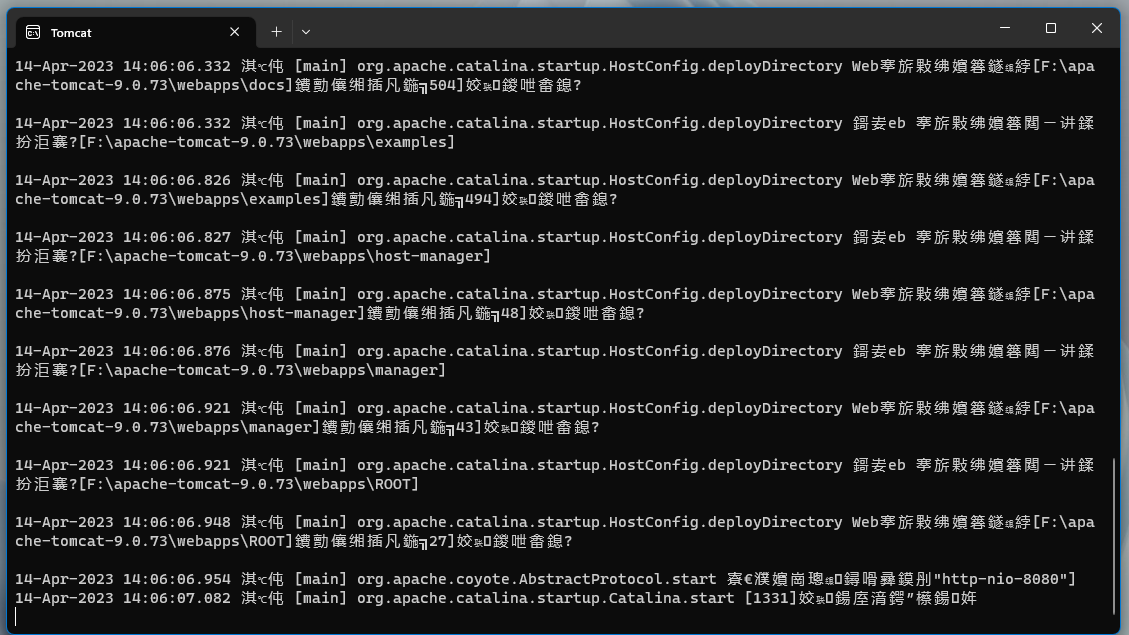 Tomcat
14-Apr-2023 14:06:06.332 淇℃伅 [main] org.apache.catalina.startup.HostConfig.deployDirectory Web搴旂敤绋嬪簭鐩綍[F:\apa
che-tomcat-9.0.73\webapps\docs]鐨勯儴缃插凡鍦╗504]姣鍐呭畬鎴?
14-Apr-2023 14:06:06.332 淇℃伅 [main] org.apache.catalina.startup.HostConfig.deployDirectory 鎶妛eb 搴旂敤绋嬪簭閮ㄧ讲鍒
扮洰褰?[F:\apache-tomcat-9.0.73\webapps\examples]
14-Apr-2023 14:06:06.826 淇℃伅 [main] org.apache.catalina.startup.HostConfig.deployDirectory Web搴旂敤绋嬪簭鐩綍[F:\apa
che-tomcat-9.0.73\webapps\examples]鐨勯儴缃插凡鍦╗494]姣鍐呭畬鎴?
14-Apr-2023 14:06:06.827 淇℃伅 [main] org.apache.catalina.startup.HostConfig.deployDirectory 鎶妛eb 搴旂敤绋嬪簭閮ㄧ讲鍒
扮洰褰?[F:\apache-tomcat-9.0.73\webapps\host-manager]
14-Apr-2023 14:06:06.875 淇℃伅 [main] org.apache.catalina.startup.HostConfig.deployDirectory Web搴旂敤绋嬪簭鐩綍[F:\apa
che-tomcat-9.0.73\webapps\host-manager]鐨勯儴缃插凡鍦╗48]姣鍐呭畬鎴?
14-Apr-2023 14:06:06.876 淇℃伅 [main] org.apache.catalina.startup.HostConfig.deployDirectory 鎶妛eb 搴旂敤绋嬪簭閮ㄧ讲鍒
扮洰褰?[F:\apache-tomcat-9.0.73\webapps\manager]
14-Apr-2023 14:06:06.921 淇℃伅 [main] org.apache.catalina.startup.HostConfig.deployDirectory Web搴旂敤绋嬪簭鐩綍[F:\apa
che-tomcat-9.0.73\webapps\manager]鐨勯儴缃插凡鍦╗43]姣鍐呭畬鎴?
14-Apr-2023 14:06:06.921 淇℃伅 [main] org.apache.catalina.startup.HostConfig.deployDirectory 鎶妛eb 搴旂敤绋嬪簭閮ㄧ讲鍒
扮洰褰?[F:\apache-tomcat-9.0.73\webapps\ROOT]
14-Apr-2023 14:06:06.948 淇℃伅 [main] org.apache.catalina.startup.HostConfig.deployDirectory Web搴旂敤绋嬪簭鐩綍[F:\apa
che-tomcat-9.0.73\webapps\ROOT]鐨勯儴缃插凡鍦╗27]姣鍐呭畬鎴?
14-Apr-2023 14:06:06.954 淇℃伅 [main] org.apache.coyote.AbstractProtocol.start 寮€濮嬪崗璁鐞嗗彞鏌刐"http-nio-8080"]
14-Apr-2023 14:06:07.082 淇℃伅 [main] org.apache.catalina.startup.Catalina.start [1331]姣鍚庢湇鍔″櫒鍚姩